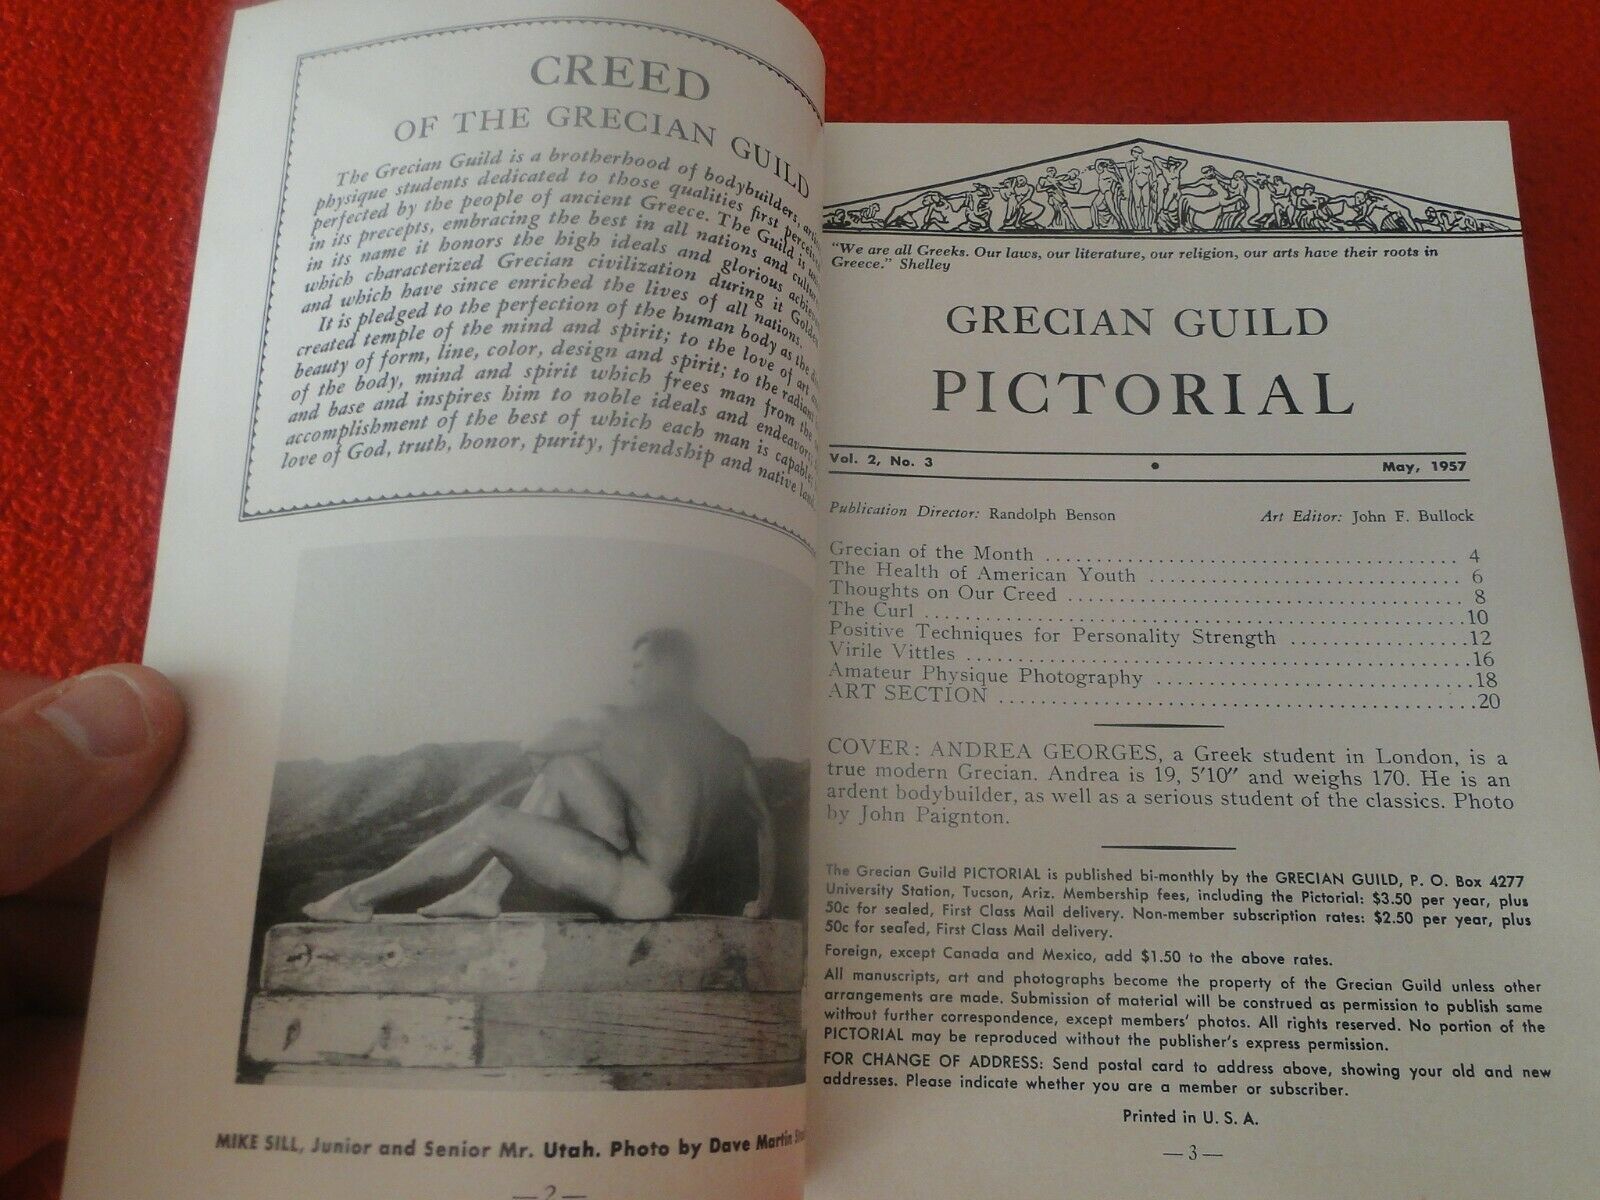 CREED
OF THE GRECIAN GUILD
The Grecian Guild is a brotherhood of bodybuilders,
physique students dedicated to those qualities first
perfected by the people of ancient Greece. The Guild is
in its precepts, embracing the best in all nations and
in its name it honors the high ideals and glorious
which characterized Grecian civilization during it Golden
and which have since enriched the lives of all nations.
It is pledged to the perfection of the human body as the
created temple of the mind and spirit; to the love of art
beauty of form, line, color, design and spirit; to the radiant
of the body, mind and spirit which frees man from the
and base and inspires him to noble ideals and endeavors;
accomplishment of the best of which each man is capable;
love of God, truth, honor, purity, friendship and native land.
MIKE SILL, Junior and Senior Mr. Utah. Photo by Dave Martin
—2—
"We are all Greeks. Our laws, our literature, our religion, our arts have their roots in
Greece." Shelley
GRECIAN GUILD
PICTORIAL
Vol. 2, No. 3 • May, 1957
Publication Director: Randolph Benson Art Editor: John F. Bullock
Grecian of the Month 4
The Health of American Youth 6
Thoughts on Our Creed 8
The Curl 10
Positive Techniques for Personality Strength 12
Virile Vittles 16
Amateur Physique Photography 18
ART SECTION 20
COVER: ANDREA GEORGES, a Greek student in London, is a
true modern Grecian. Andrea is 19, 5'10" and weighs 170. He is an
ardent bodybuilder, as well as a serious student of the classics. Photo
by John Paignton.
The Grecian Guild PICTORIAL is published bi-monthly by the GRECIAN GUILD, P. O. Box 4277
University Station, Tucson, Ariz. Membership fees, including the Pictorial: $3.50 per year, plus
50c for sealed, First Class Mail delivery. Non-member subscription rates: $2.50 per year, plus
50c for sealed, First Class Mail delivery.
Foreign, except Canada and Mexico, add $1.50 to the above rates.
All manuscripts, art and photographs become the property of the Grecian Guild unless other
arrangements are made. Submission of material will be construed as permission to publish same
without further correspondence, except members' photos. All rights reserved. No portion of the
PICTORIAL may be reproduced without the publisher's express permission.
FOR CHANGE OF ADDRESS: Send postal card to address above, showing your old and new
addresses. Please indicate whether you are a member or subscriber.
Printed in U. S. A.
—3—